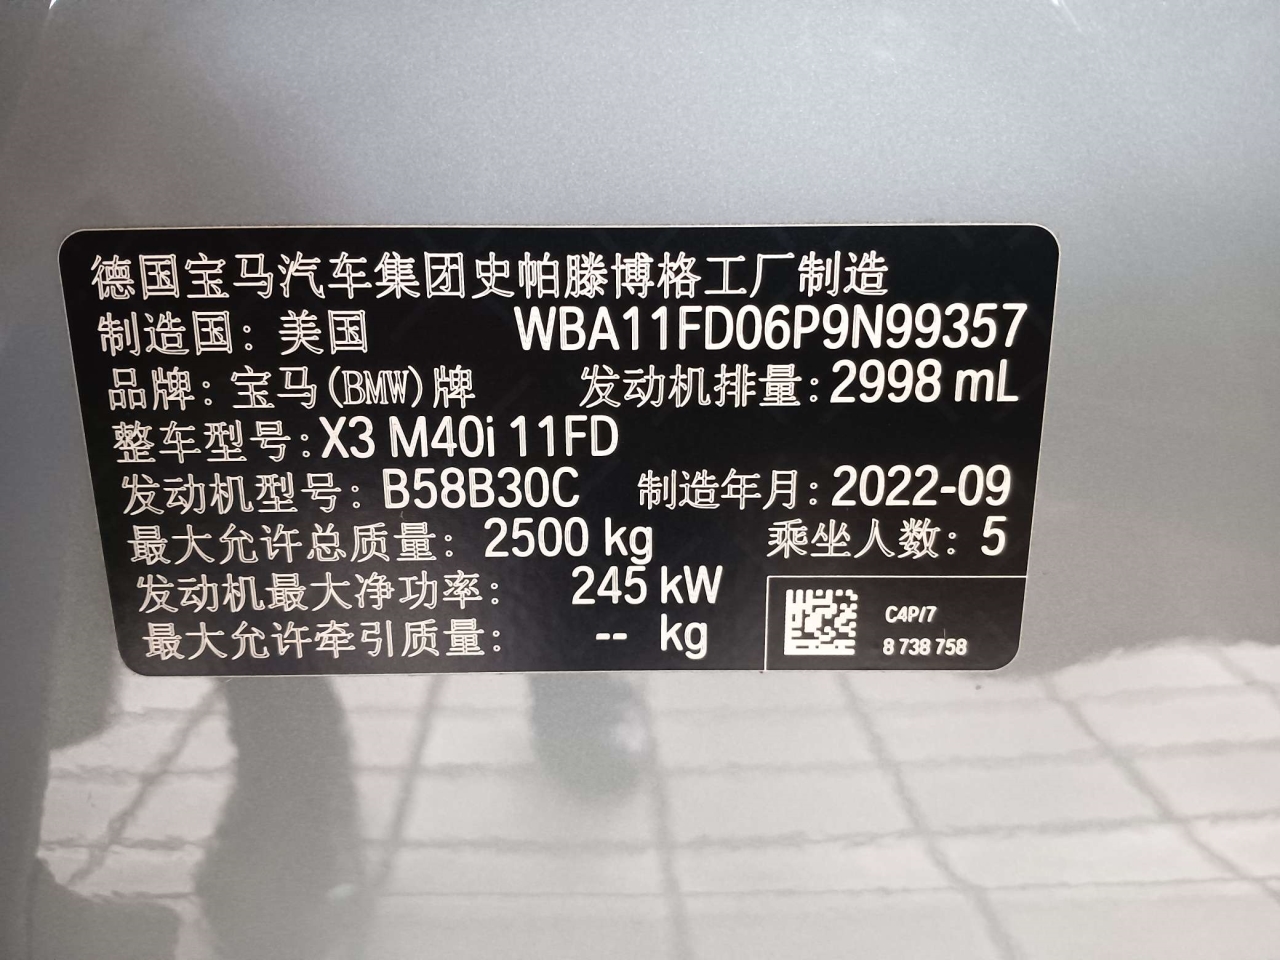 德国宝马汽车集团史帕滕博格工厂制造
制造国：美国 WBA11FD06P9N99357
品牌：宝马(BMW)牌 发动机排量：2998 mL
整车型号：X3 M40i 11FD
发动机型号：B58B30C 制造年月：2022-09
最大允许总质量：2500 kg 乘坐人数：5
发动机最大净功率：245 kW
最大允许牵引质量：-- kg
C4P/7
8 738 758